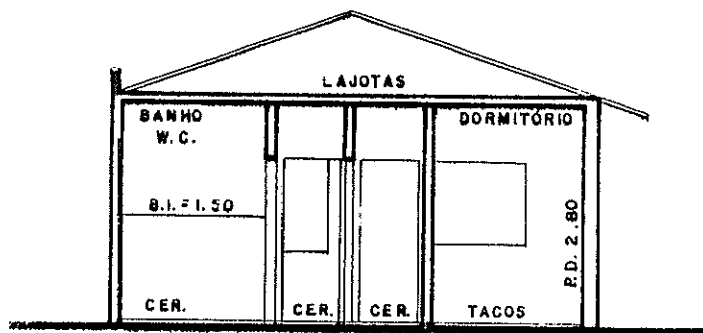 LAJOTAS
BANHO
W.C.
DORMITÓRIO
B.I.=1.50
P.D. 2.80
CER.
CER.
CER.
TACOS